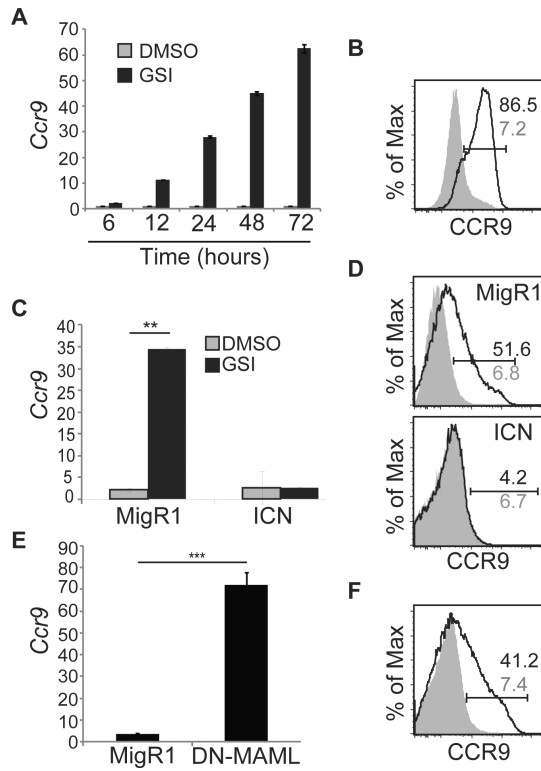 A
Ccr9
70
60
50
40
30
20
10
0
DMSO
GSI
6 12 24 48 72
Time (hours)
B
% of Max
86.5
7.2
CCR9
C
Ccr9
40
35
30
25
20
15
10
5
0
**
DMSO
GSI
MigR1 ICN
D
MigR1
% of Max
51.6
6.8
ICN
% of Max
4.2
6.7
CCR9
E
Ccr9
90
80
70
60
50
40
30
20
10
0
***
MigR1 DN-MAML
F
% of Max
41.2
7.4
CCR9